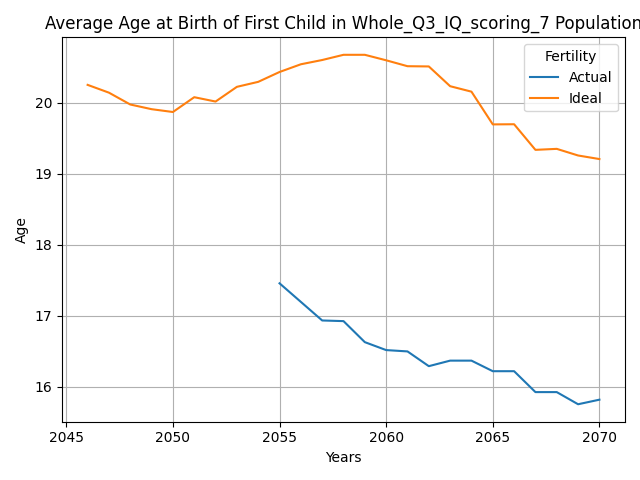 Average Age at Birth of First Child in Whole_Q3_IQ_scoring_7 Population
Fertility
Actual
Ideal
20
19
18
17
16
Age
2045 2050 2055 2060 2065 2070
Years